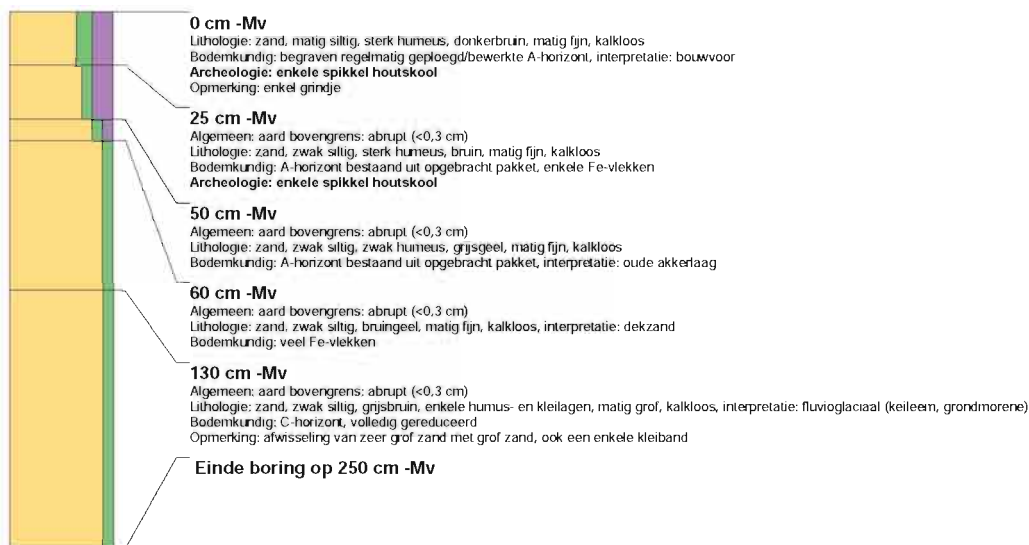 0 cm -Mv
Lithologie: zand, matig siltig, sterk humeus, donkerbruin, matig fijn, kalkloos
Bodemkundig: begraven regelmatig geploegd/bewerkte A-horizont, interpretatie: bouwvoor
Archeologie: enkele spikkel houtskool
Opmerking: enkel grindje
25 cm -Mv
Algemeen: aard bovengrens: abrupt (<0,3 cm)
Lithologie: zand, zwak siltig, sterk humeus, bruin, matig fijn, kalkloos
Bodemkundig: A-horizont bestaand uit opgebracht pakket, enkele Fe-vlekken
Archeologie: enkele spikkel houtskool
50 cm -Mv
Algemeen: aard bovengrens: abrupt (<0,3 cm)
Lithologie: zand, zwak siltig, zwak humeus, grijsgeel, matig fijn, kalkloos
Bodemkundig: A-horizont bestaand uit opgebracht pakket, interpretatie: oude akkerlaag
60 cm -Mv
Algemeen: aard bovengrens: abrupt (<0,3 cm)
Lithologie: zand, zwak siltig, bruingeel, matig fijn, kalkloos, interpretatie: dekzand
Bodemkundig: veel Fe-vlekken
130 cm -Mv
Algemeen: aard bovengrens: abrupt (<0,3 cm)
Lithologie: zand, zwak siltig, grijsbruin, enkele humus- en kleilagen, matig grof, kalkloos, interpretatie: fluvioglaciaal (keileem, grondmorene)
Bodemkundig: C-horizont, volledig gereduceerd
Opmerking: afwisseling van zeer grof zand met grof zand, ook een enkele kleiband
Einde boring op 250 cm -Mv